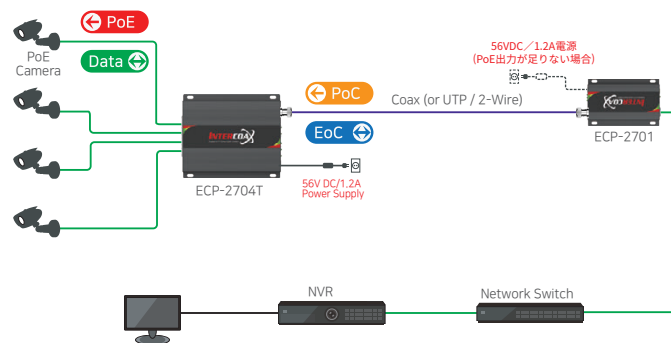 PoE
Data
PoE
Camera
56VDC／1.2A電源
(PoE出力が足りない場合)
PoC
EoC
Coax (or UTP / 2-Wire)
INTERCOAX
INTERCOAX
ECP-2701
ECP-2704T
56V DC/1.2A
Power Supply
NVR
Network Switch